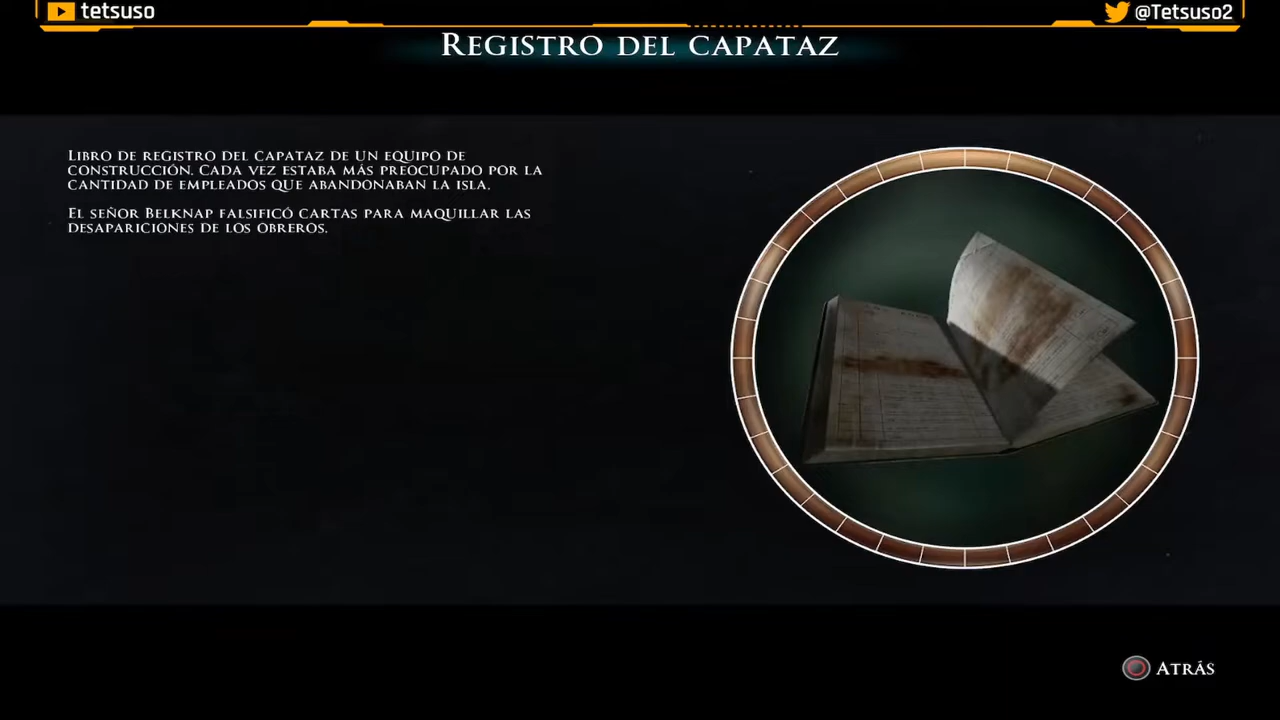 tetsuso
@Tetsuso2
Registro del capataz
Libro de registro del capataz de un equipo de
construcción. Cada vez estaba más preocupado por la
cantidad de empleados que abandonaban la isla.
El señor Belknap falsificó cartas para maquillar las
desapariciones de los obreros.
Atrás